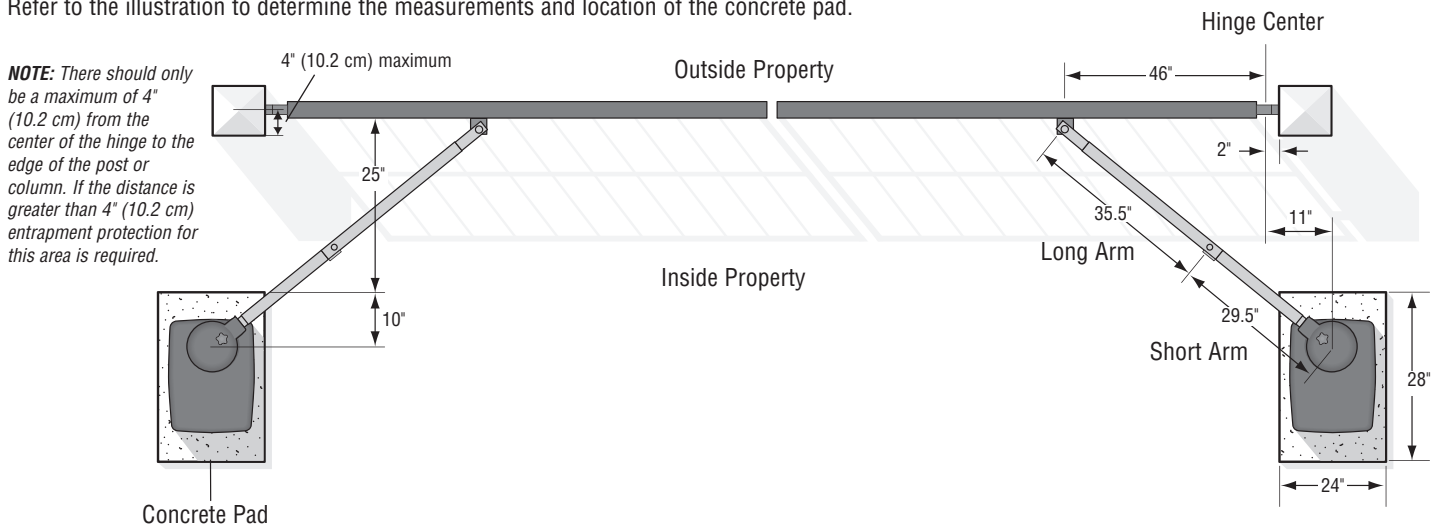 Refer to the illustration to determine the measurements and location of the concrete pad.
Hinge Center
NOTE: There should only
be a maximum of 4"
(10.2 cm) from the
center of the hinge to the
edge of the post or
column. If the distance is
greater than 4" (10.2 cm)
entrapment protection for
this area is required.
4" (10.2 cm) maximum
Outside Property
46"
2"
25"
35.5"
11"
Long Arm
Inside Property
10"
29.5"
Short Arm
28"
24"
Concrete Pad